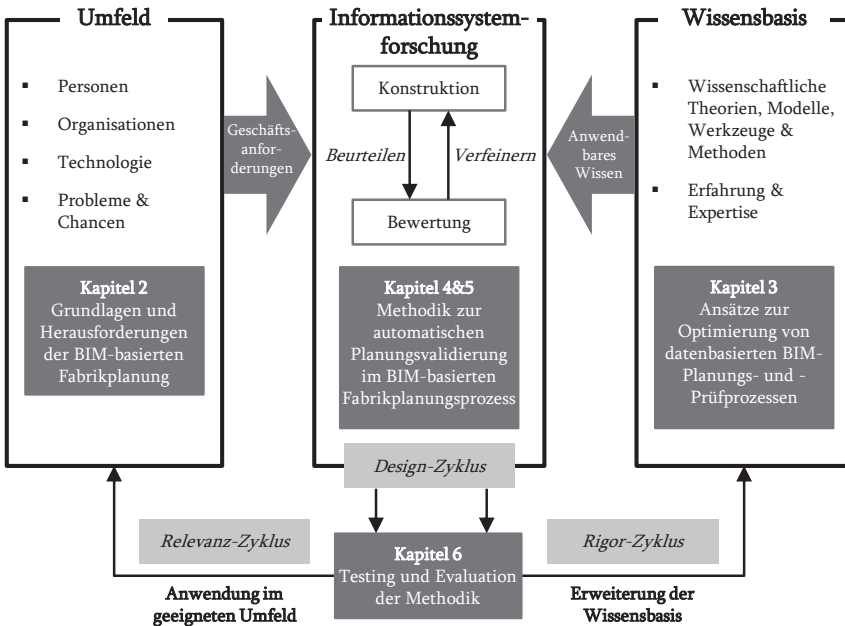 Umfeld
▪ Personen
▪ Organisationen
▪ Technologie
▪ Probleme &
Chancen
Kapitel 2
Grundlagen und
Herausforderungen
der BIM-basierten
Fabrikplanung
Geschäfts-
anfor-
derungen
Informationssystem-
forschung
Konstruktion
Beurteilen
Verfeinern
Bewertung
Kapitel 4&5
Methodik zur
automatischen
Planungsvalidierung
im BIM-basierten
Fabrikplanungsprozess
Anwend-
bares
Wissen
Wissensbasis
▪ Wissenschaftliche
Theorien, Modelle,
Werkzeuge &
Methoden
▪ Erfahrung &
Expertise
Kapitel 3
Ansätze zur
Optimierung von
datenbasierten BIM-
Planungs- und -
Prüfprozessen
Design-Zyklus
Relevanz-Zyklus
Kapitel 6
Testing und Evaluation
der Methodik
Rigor-Zyklus
Anwendung im
geeigneten Umfeld
Erweiterung der
Wissensbasis